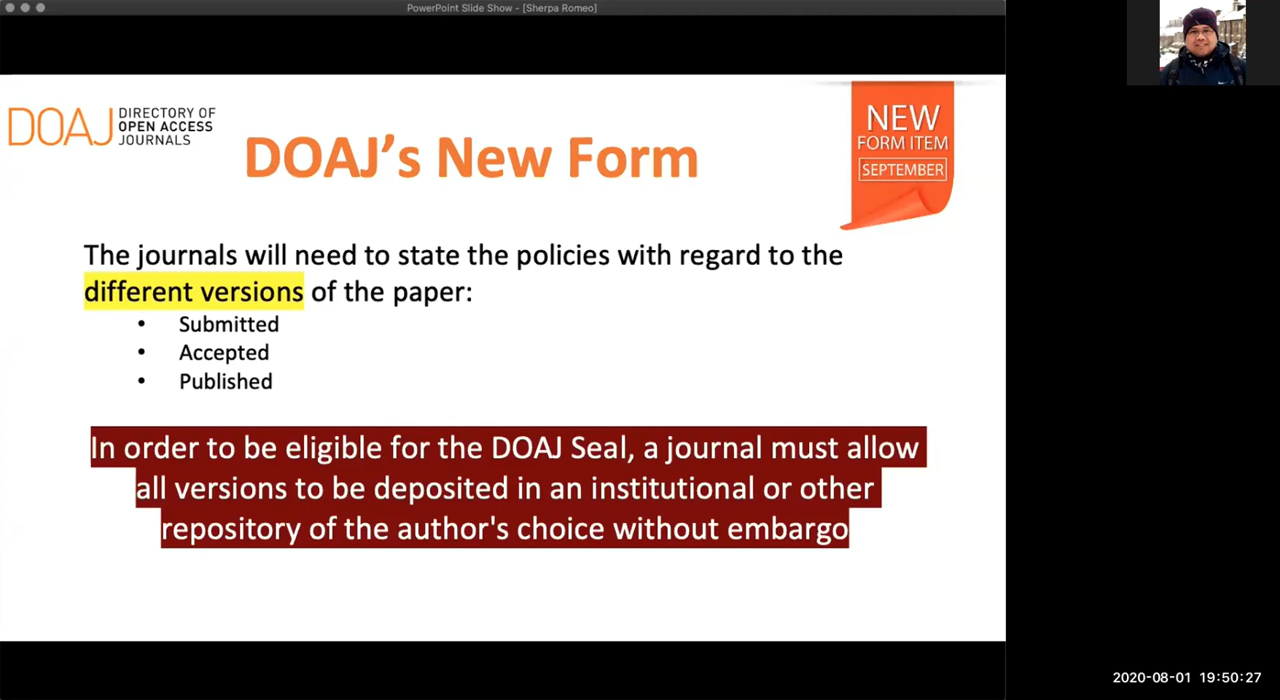 PowerPoint Slide Show - [Sherpa Romeo]
DOAJ
DIRECTORY OF
OPEN ACCESS
JOURNALS
DOAJ’s New Form
NEW
FORM ITEM
SEPTEMBER
The journals will need to state the policies with regard to the
different versions of the paper:
• Submitted
• Accepted
• Published
In order to be eligible for the DOAJ Seal, a journal must allow
all versions to be deposited in an institutional or other
repository of the author's choice without embargo
2020-08-01 19:50:27